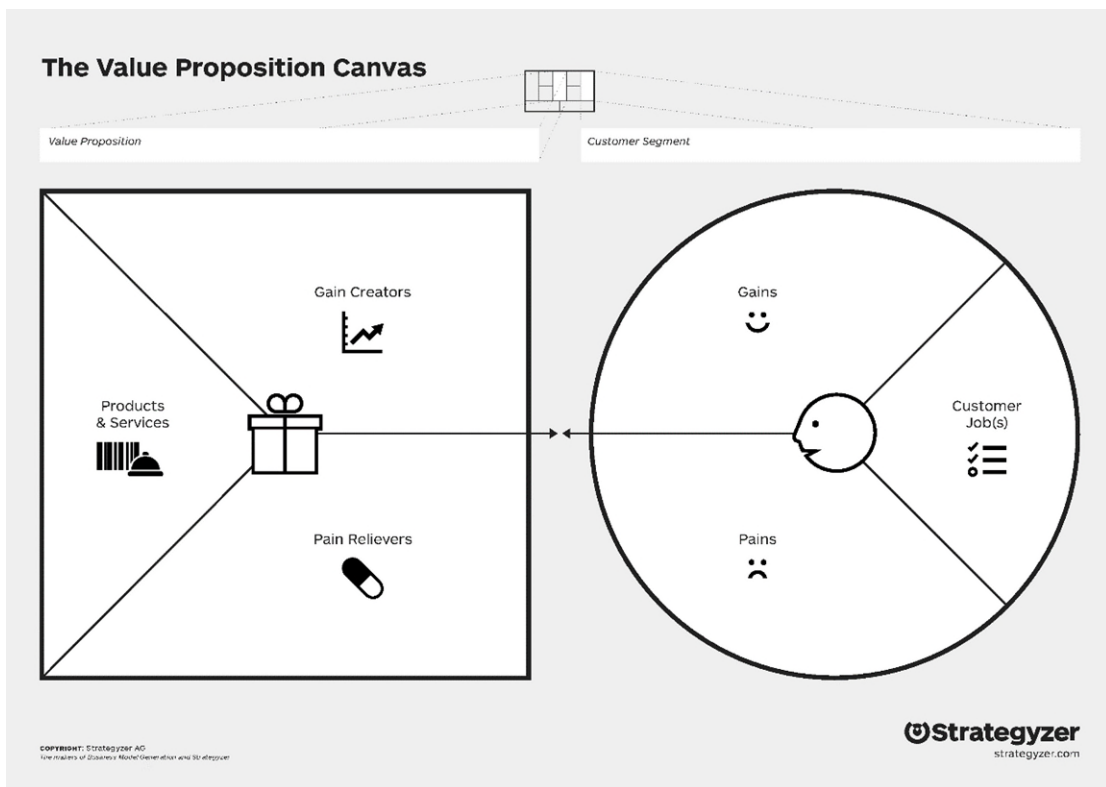 The Value Proposition Canvas
Value Proposition
Customer Segment
Gain Creators
Gains
Products
& Services
Customer
Job(s)
Pain Relievers
Pains
Strategyzer
strategyzer.com
COPYRIGHT: Strategyzer AG
The makers of Business Model Generation and Strategyzer